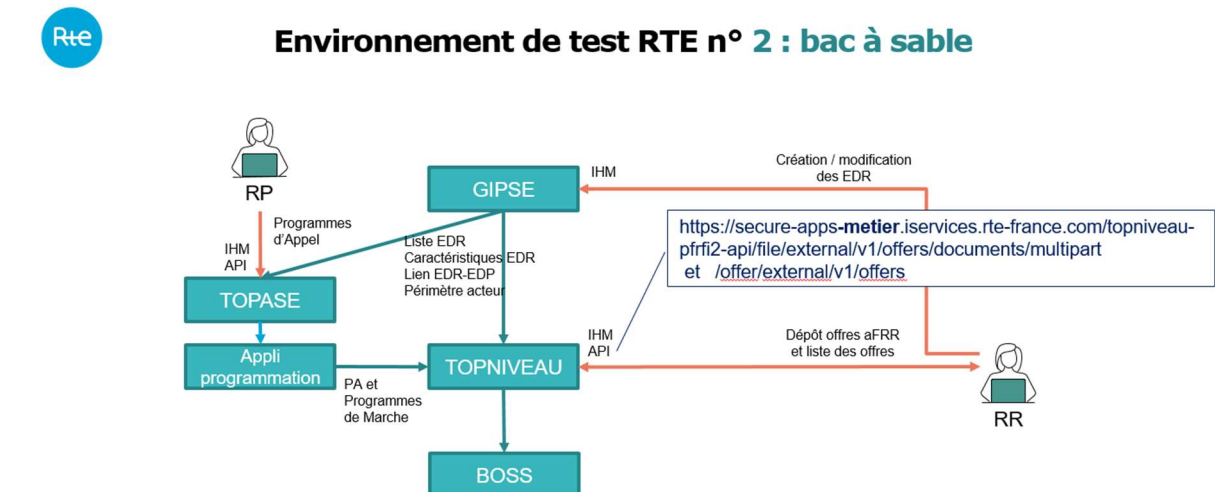 Rte
Environnement de test RTE n° 2 : bac à sable
RP
Programmes
d'Appel
IHM
API
TOPASE
Appli
programmation
PA et
Programmes
de Marche
GIPSE
IHM
Création / modification
des EDR
Liste EDR
Caractéristiques EDR
Lien EDR-EDP
Périmètre acteur
https://secure-apps-metier.iservices.rte-france.com/topniveau-
pfrfi2-api/file/external/v1/offers/documents/multipart
et /offer/external/v1/offers
TOPNIVEAU
IHM
API
Dépôt offres aFRR
et liste des offres
RR
BOSS